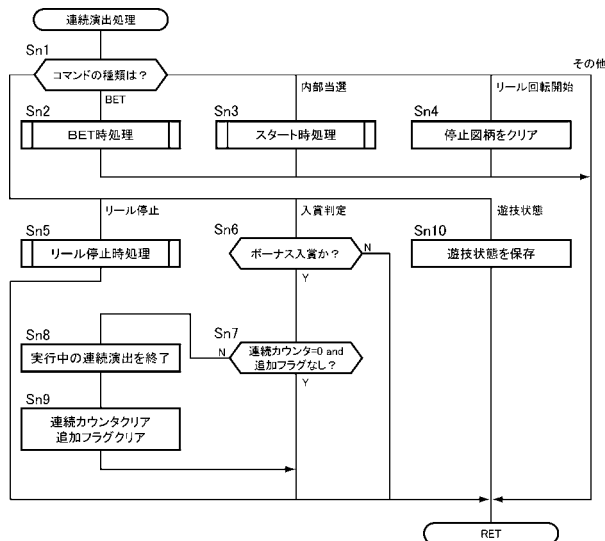 連続演出処理
Sn1
コマンドの種類は？
その他
BET
内部当選
リール回転開始
Sn2
BET時処理
Sn3
スタート時処理
Sn4
停止図柄をクリア
リール停止
入賞判定
遊技状態
Sn5
リール停止時処理
Sn6
ボーナス入賞か？
N
Y
Sn10
遊技状態を保存
Sn7
連続カウンタ=0 and
追加フラグなし？
N
Y
Sn8
実行中の連続演出を終了
Sn9
連続カウンタクリア
追加フラグクリア
RET